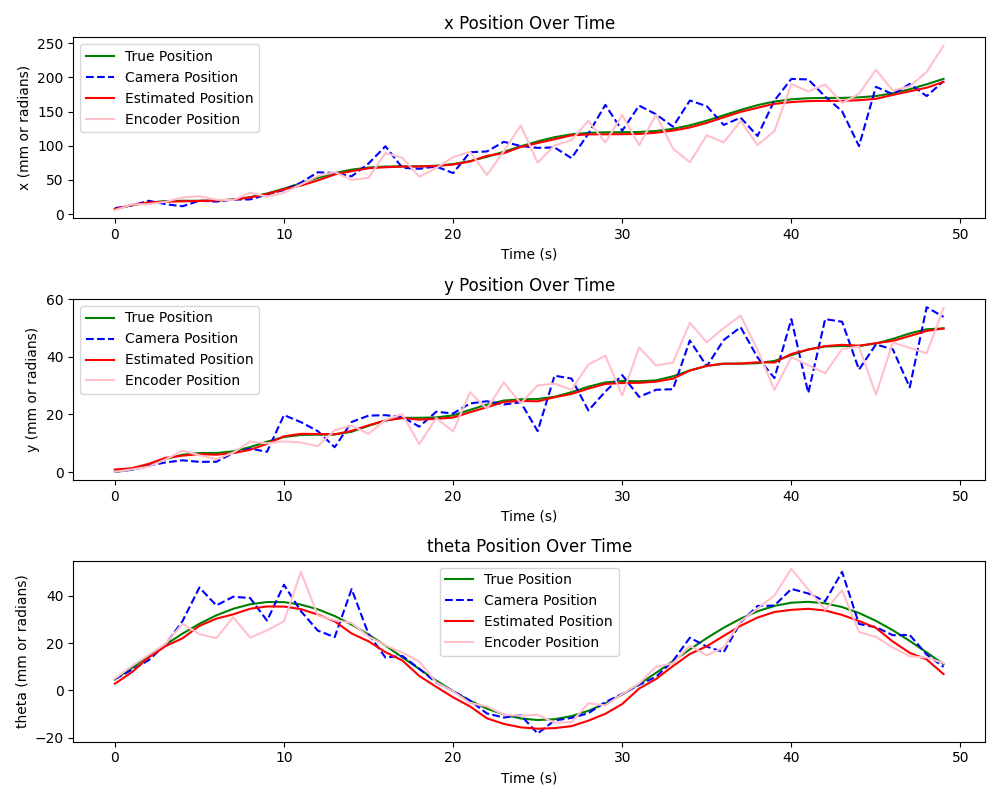 x Position Over Time
x (mm or radians)
250
200
150
100
50
0
True Position
Camera Position
Estimated Position
Encoder Position
0 10 20 30 40 50
Time (s)
y Position Over Time
y (mm or radians)
60
40
20
0
True Position
Camera Position
Estimated Position
Encoder Position
0 10 20 30 40 50
Time (s)
theta Position Over Time
theta (mm or radians)
40
20
0
−20
True Position
Camera Position
Estimated Position
Encoder Position
0 10 20 30 40 50
Time (s)